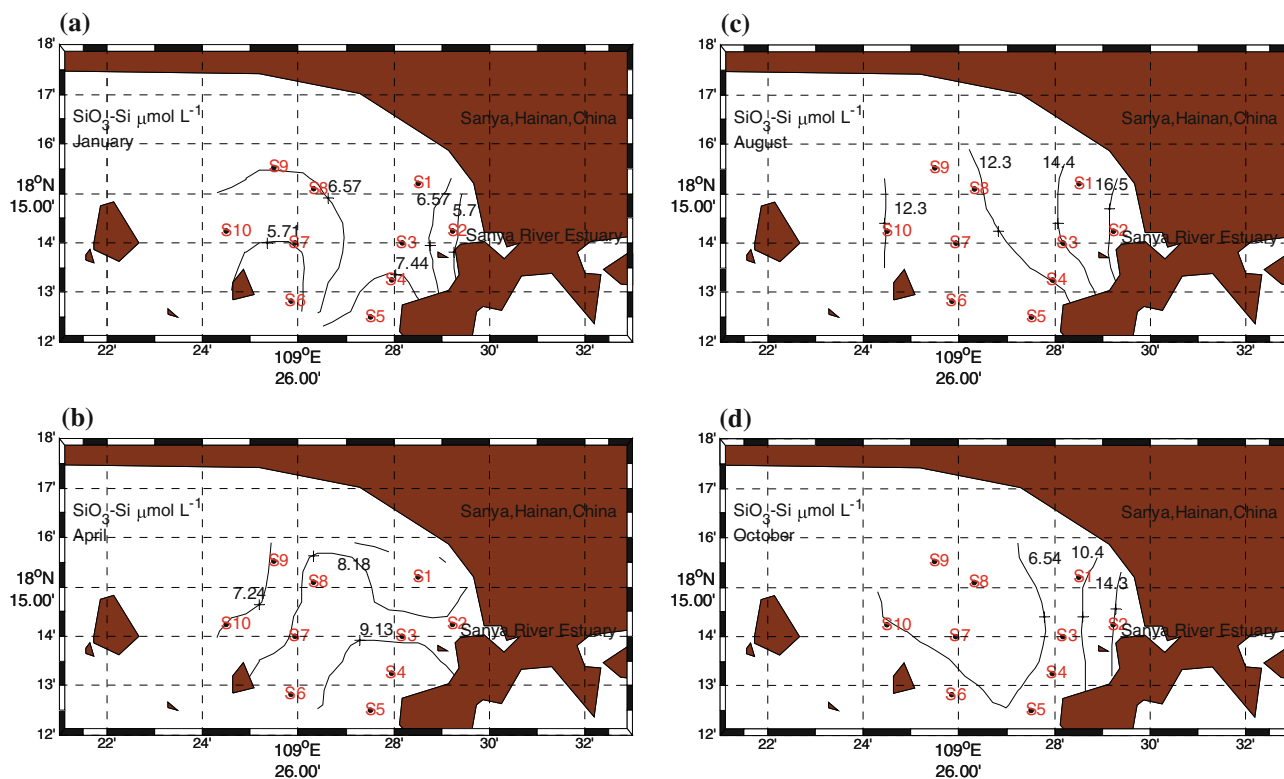 (a)
18'
17'
16'
18°N
15.00'
14'
13'
12'
SiO3-Si μmol L-1
January
Sanya,Hainan,China
S9
S8
6.57
S1
6.57
5.7
S10
5.71
S7
S3
S2
Sanya River Estuary
7.44
S4
S6
S5
22'
24'
109°E
26.00'
28'
30'
32'
(c)
18'
17'
16'
18°N
15.00'
14'
13'
12'
SiO3-Si μmol L-1
August
Sanya,Hainan,China
S9
12.3
S8
14.4
S1
16.5
12.3
S10
S7
S3
S2
Sanya River Estuary
S4
S6
S5
22'
24'
109°E
26.00'
28'
30'
32'
(b)
18'
17'
16'
18°N
15.00'
14'
13'
12'
SiO3-Si μmol L-1
April
Sanya,Hainan,China
S9
8.18
S8
S1
7.24
S10
S7
9.13
S3
S2
Sanya River Estuary
S4
S6
S5
22'
24'
109°E
26.00'
28'
30'
32'
(d)
18'
17'
16'
18°N
15.00'
14'
13'
12'
SiO3-Si μmol L-1
October
Sanya,Hainan,China
S9
6.54
10.4
S8
S1
14.3
S10
S7
S3
S2
Sanya River Estuary
S4
S6
S5
22'
24'
109°E
26.00'
28'
30'
32'